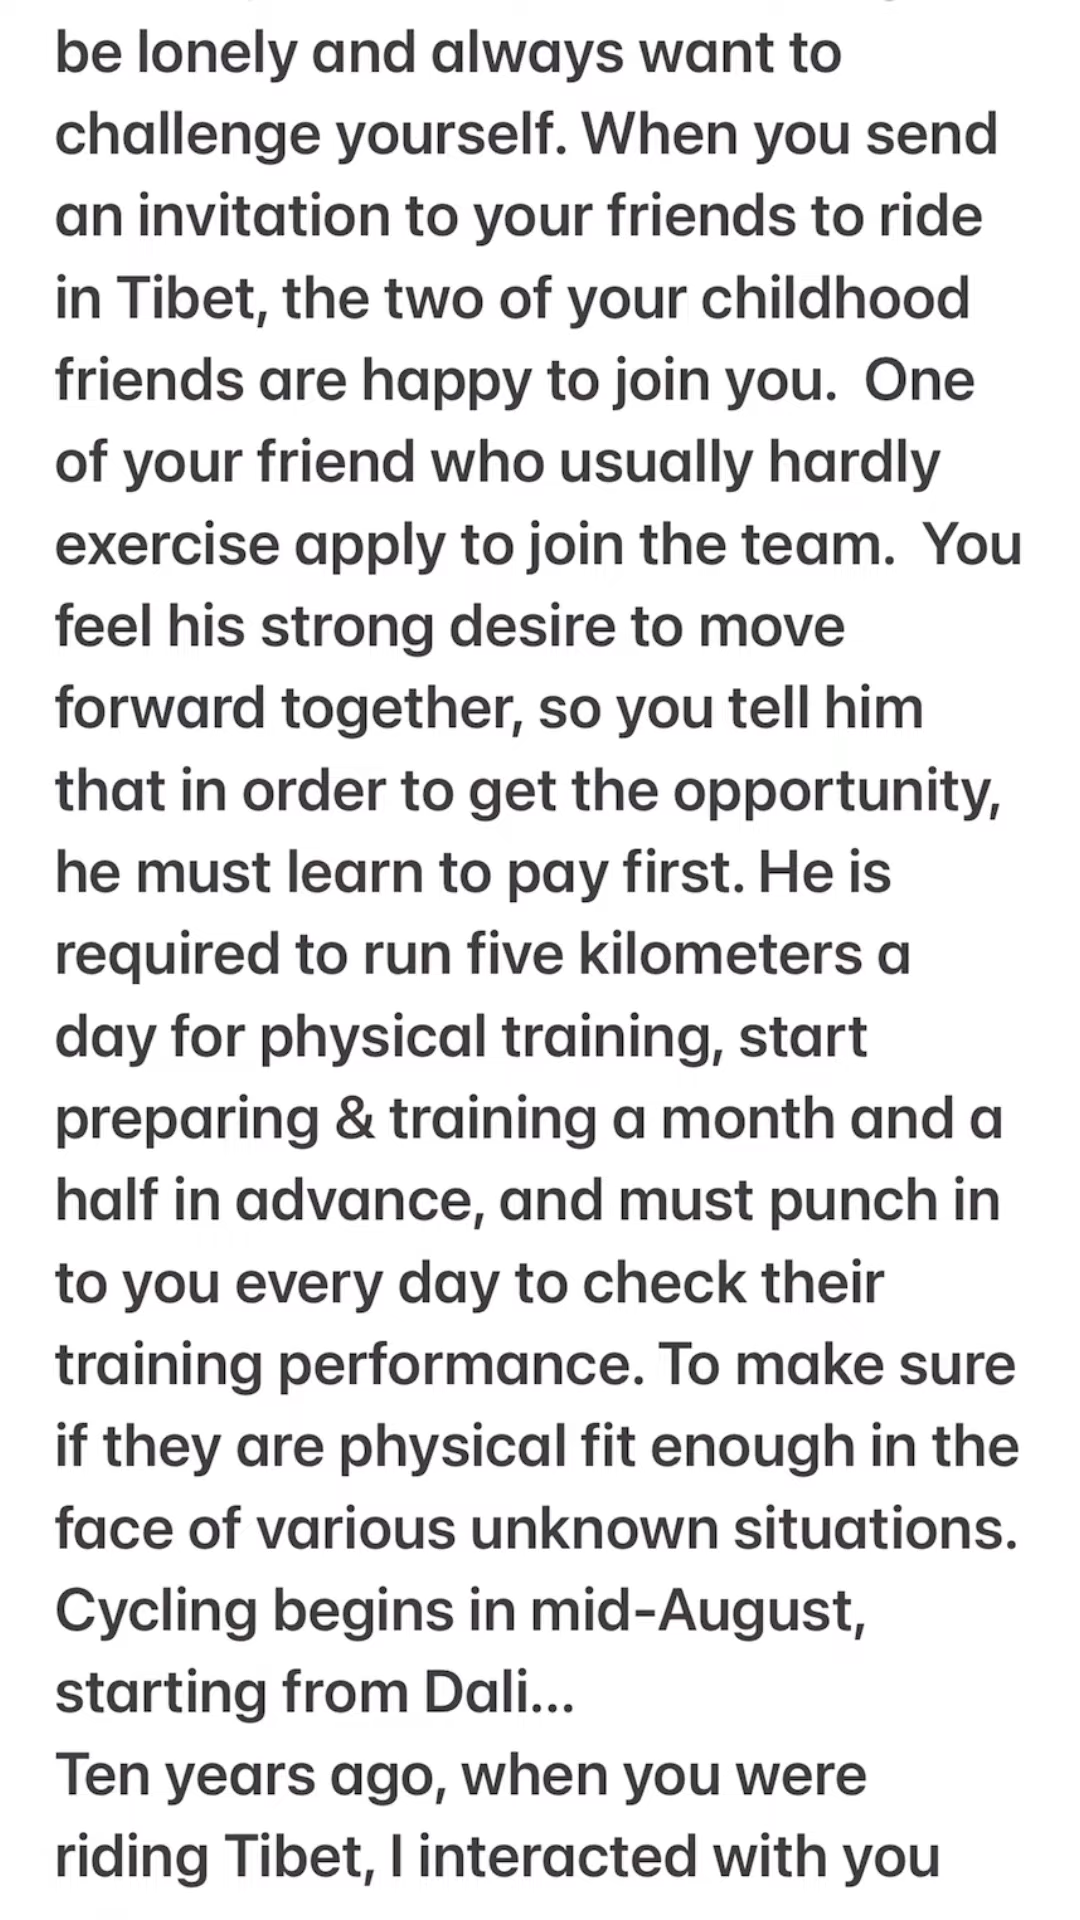 be lonely and always want to
challenge yourself. When you send
an invitation to your friends to ride
in Tibet, the two of your childhood
friends are happy to join you.  One
of your friend who usually hardly
exercise apply to join the team.  You
feel his strong desire to move
forward together, so you tell him
that in order to get the opportunity,
he must learn to pay first. He is
required to run five kilometers a
day for physical training, start
preparing & training a month and a
half in advance, and must punch in
to you every day to check their
training performance. To make sure
if they are physical fit enough in the
face of various unknown situations.
Cycling begins in mid-August,
starting from Dali...
Ten years ago, when you were
riding Tibet, I interacted with you